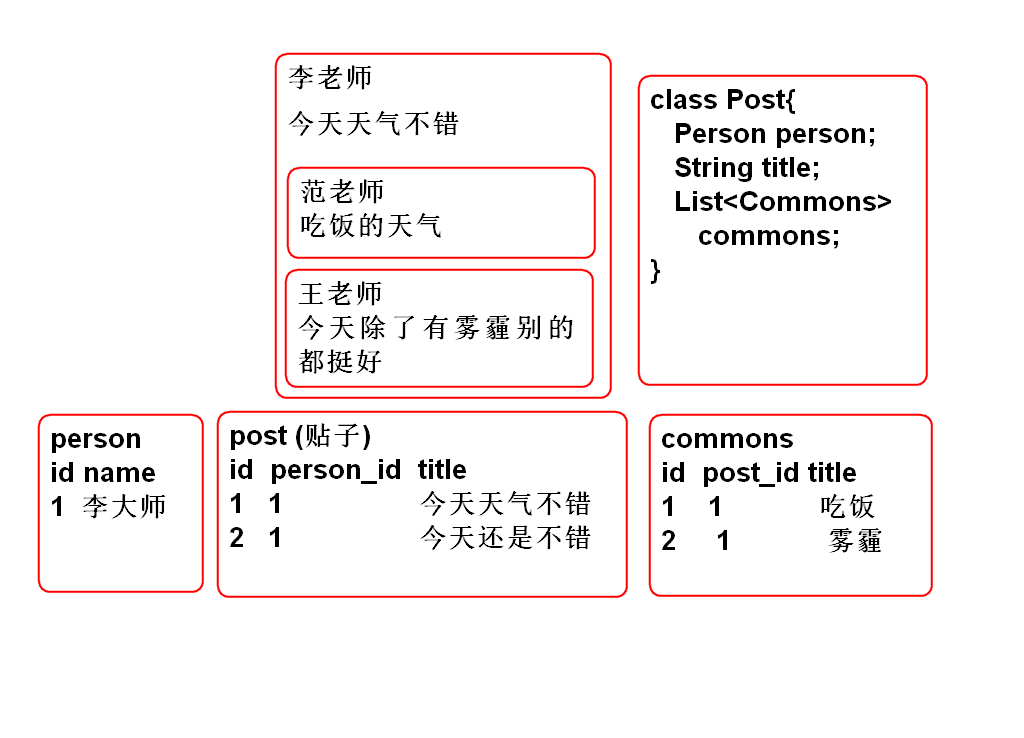 李老师
今天天气不错
范老师
吃饭的天气
王老师
今天除了有雾霾别的
都挺好
class Post{
Person person;
String title;
List<Commons>
commons;
}
person
id name
1 李大师
post (贴子)
id person_id title
1 1 今天天气不错
2 1 今天还是不错
commons
id post_id title
1 1 吃饭
2 1 雾霾